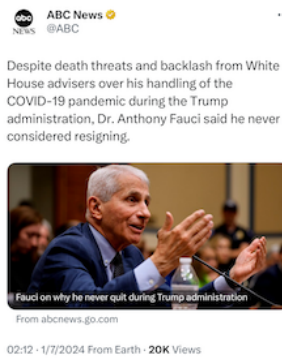 abc
NEWS
ABC News
@ABC
Despite death threats and backlash from White
House advisers over his handling of the
COVID-19 pandemic during the Trump
administration, Dr. Anthony Fauci said he never
considered resigning.
Fauci on why he never quit during Trump administration
From abcnews.go.com
02:12 · 1/7/2024 From Earth · 20K Views